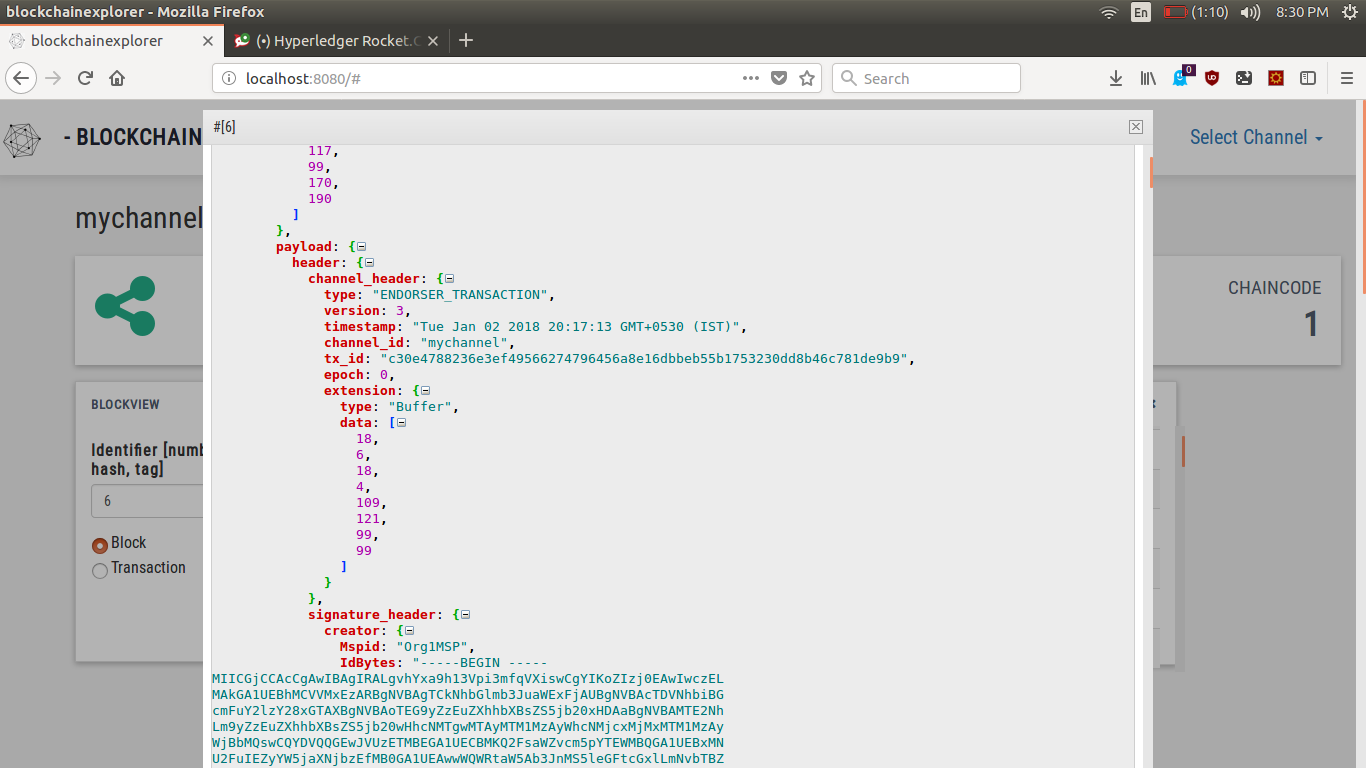 blockchainexplorer - Mozilla Firefox
En
(1:10)
8:30 PM
blockchainexplorer
(•) Hyperledger Rocket.C
localhost:8080/#
Search
0
- BLOCKCHAIN
Select Channel
#[6]
mychannel
CHAINCODE
1
BLOCKVIEW
Identifier [numb
hash, tag]
6
Block
Transaction
117,
99,
170,
190
]
},
payload: {
header: {
channel_header: {
type: "ENDORSER_TRANSACTION",
version: 3,
timestamp: "Tue Jan 02 2018 20:17:13 GMT+0530 (IST)",
channel_id: "mychannel",
tx_id: "c30e4788236e3ef49566274796456a8e16dbbeb55b1753230dd8b46c781de9b9",
epoch: 0,
extension: {
type: "Buffer",
data: [
18,
6,
18,
4,
109,
121,
99,
99
]
}
},
signature_header: {
creator: {
Mspid: "Org1MSP",
IdBytes: "-----BEGIN -----
MIICGjCCAcCgAwIBAgIRALgvhYxa9h13Vpi3mfqVXiswCgYIKoZIzj0EAwIwczEL
MAkGA1UEBhMCVVMxEzARBgNVBAgTCkNhbGlmb3JuaWExFjAUBgNVBAcTDVNhbiBG
cmFuY2lzY28xGTAXBgNVBAoTEG9yZzEuZXhhbXBsZS5jb20xHDAaBgNVBAMTE2Nh
Lm9yZzEuZXhhbXBsZS5jb20wHhcNMTgwMTAyMTM1MzAyWhcNMjcxMjMxMTM1MzAy
WjBbMQswCQYDVQQGEwJVUzETMBEGA1UECBMKQ2FsaWZvcm5pYTEWMBQGA1UEBxMN
U2FuIEZyYW5jaXNjbzEfMB0GA1UEAwwWQWRtaW5Ab3JnMS5leGFtcGxlLmNvbTBZ